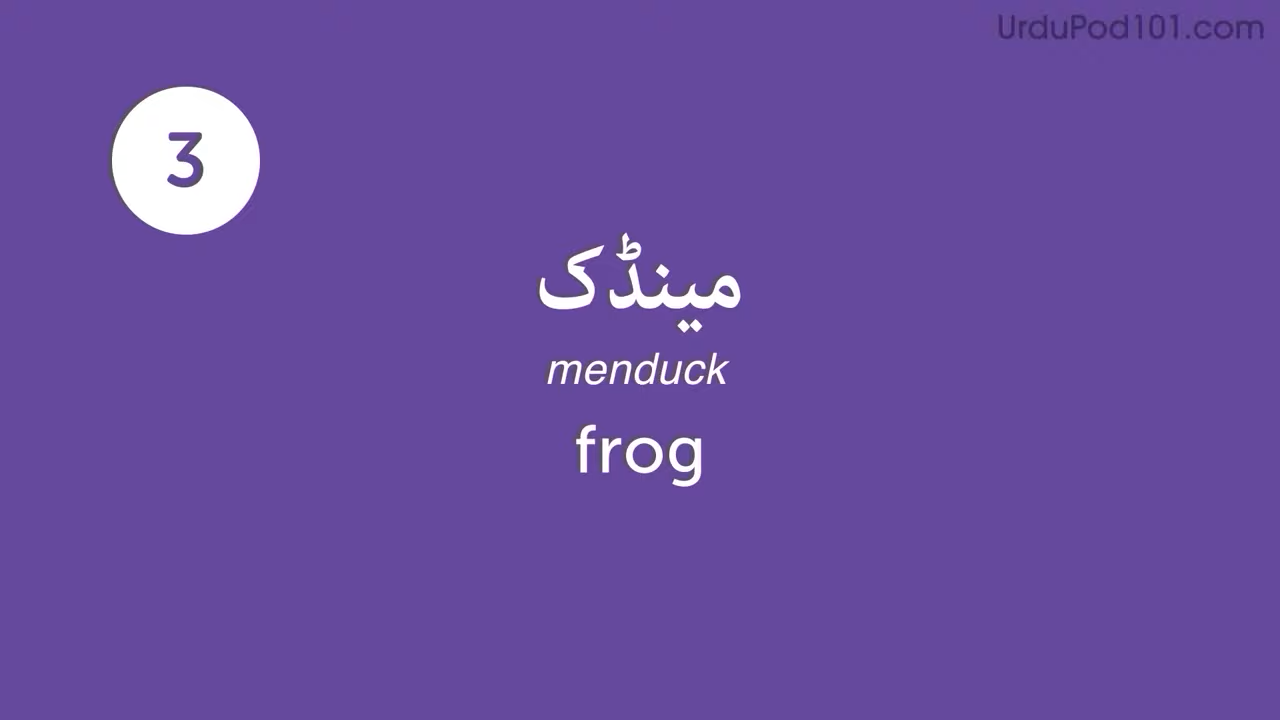 UrduPod101.com
3
مینڈک
menduck
frog